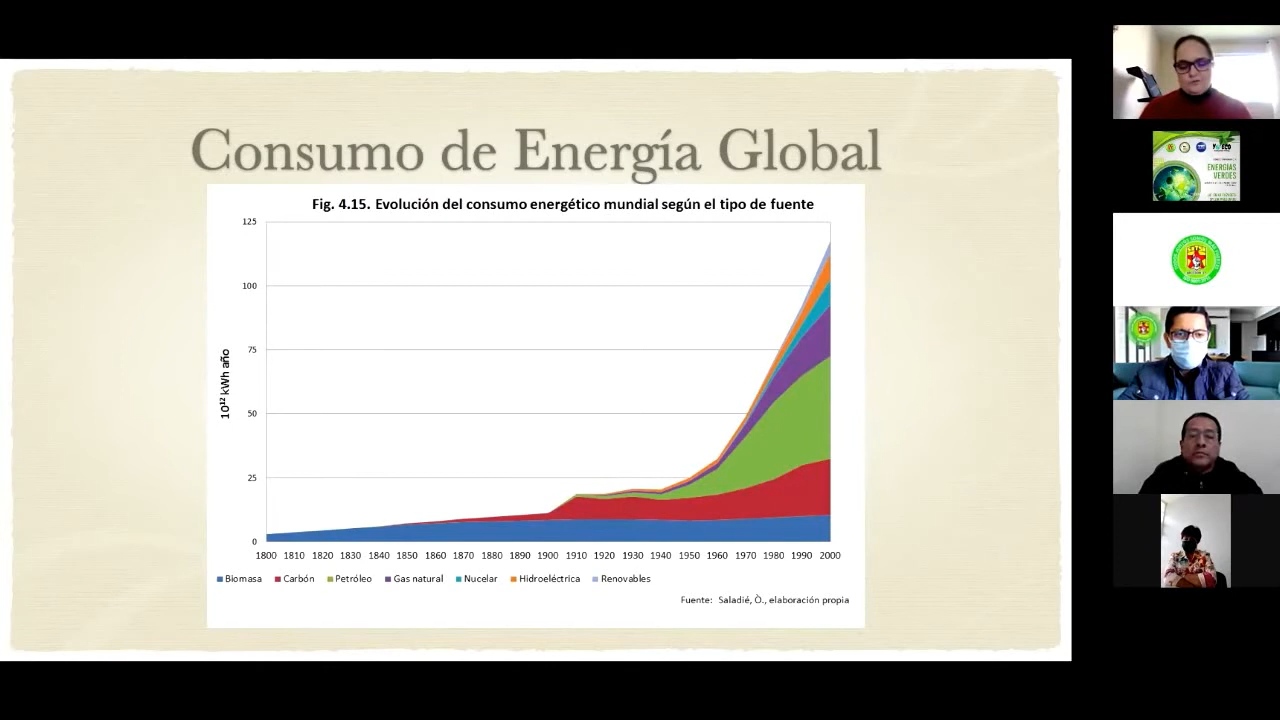 Consumo de Energía Global
Fig. 4.15. Evolución del consumo energético mundial según el tipo de fuente
125
100
75
50
25
0
10¹² kWh año
1800 1810 1820 1830 1840 1850 1860 1870 1880 1890 1900 1910 1920 1930 1940 1950 1960 1970 1980 1990 2000
Biomasa Carbón Petróleo Gas natural Nucelar Hidroeléctrica Renovables
Fuente: Saladié, Ò., elaboración propia
ENERGÍAS
VERDES